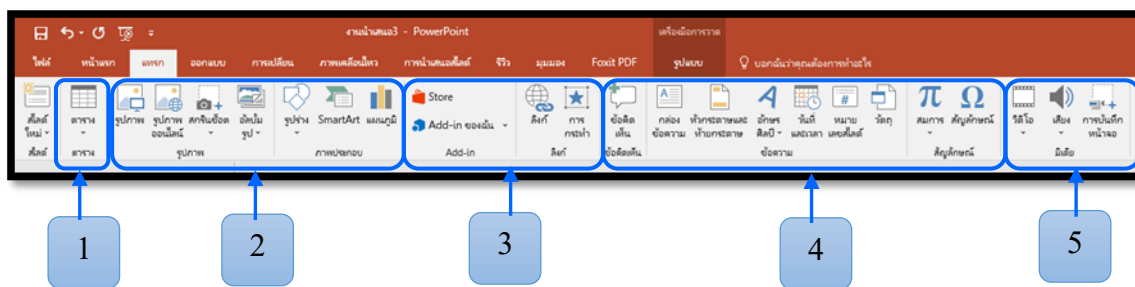 งานนำเสนอ3 - PowerPoint
เครื่องมือการวาด
ไฟล์ หน้าแรก แทรก ออกแบบ การเปลี่ยน ภาพเคลื่อนไหว การนำเสนอสไลด์ รีวิว มุมมอง Foxit PDF รูปแบบ บอกฉันว่าคุณต้องการทำอะไร
สไลด์ ใหม่
ตาราง
รูปภาพ
รูปภาพ ออนไลน์
สกรีนช็อต
อัลบั้ม รูป
รูปร่าง
SmartArt
แผนภูมิ
Store
Add-in ของฉัน
ลิงก์
การ กระทำ
ข้อคิด เห็น
กล่อง ข้อความ
หัวกระดาษและ ท้ายกระดาษ
อักษร ศิลป์
วันที่ และเวลา
หมาย เลขสไลด์
วัตถุ
สมการ
สัญลักษณ์
วิดีโอ
เสียง
การบันทึก หน้าจอ
สไลด์ ตาราง รูปภาพ ภาพประกอบ Add-in ลิงก์ ข้อคิดเห็น ข้อความ สัญลักษณ์ มีเดีย
1 2 3 4 5